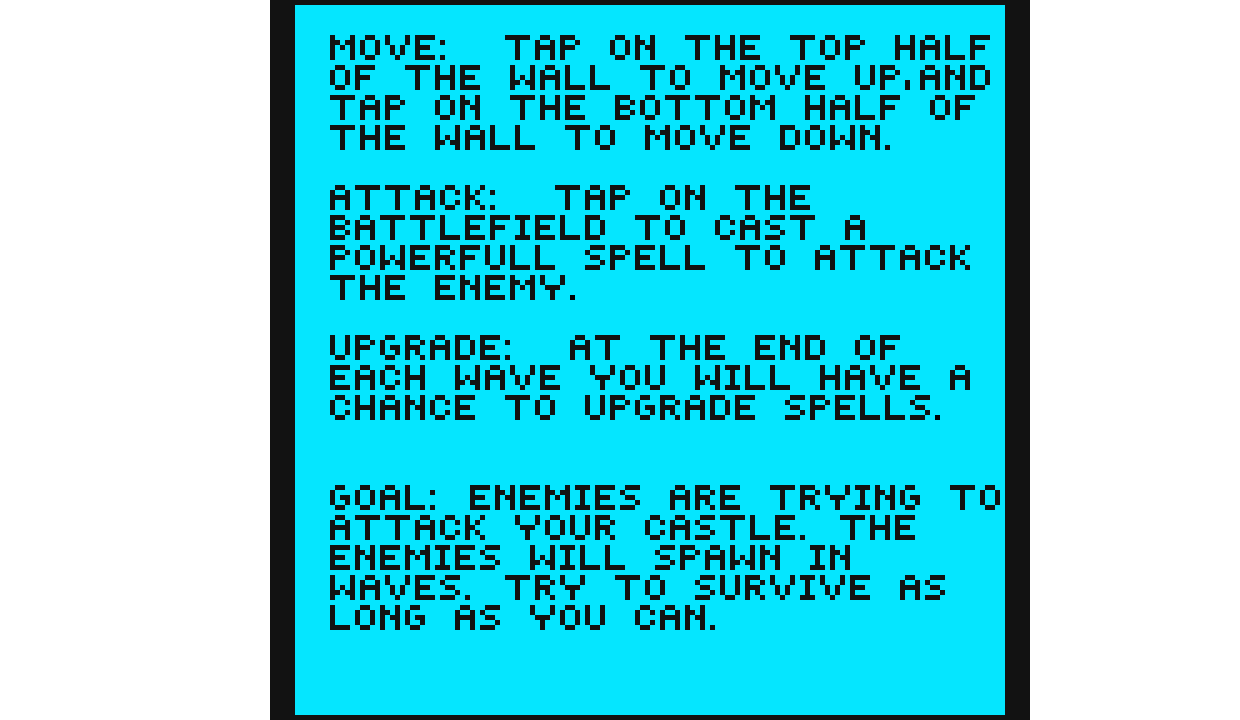 MOVE:  TAP ON THE TOP HALF
OF THE WALL TO MOVE UP,AND
TAP ON THE BOTTOM HALF OF
THE WALL TO MOVE DOWN.
ATTACK:  TAP ON THE
BATTLEFIELD TO CAST A
POWERFULL SPELL TO ATTACK
THE ENEMY.
UPGRADE:  AT THE END OF
EACH WAVE YOU WILL HAVE A
CHANCE TO UPGRADE SPELLS.
GOAL: ENEMIES ARE TRYING TO
ATTACK YOUR CASTLE. THE
ENEMIES WILL SPAWN IN
WAVES. TRY TO SURVIVE AS
LONG AS YOU CAN.